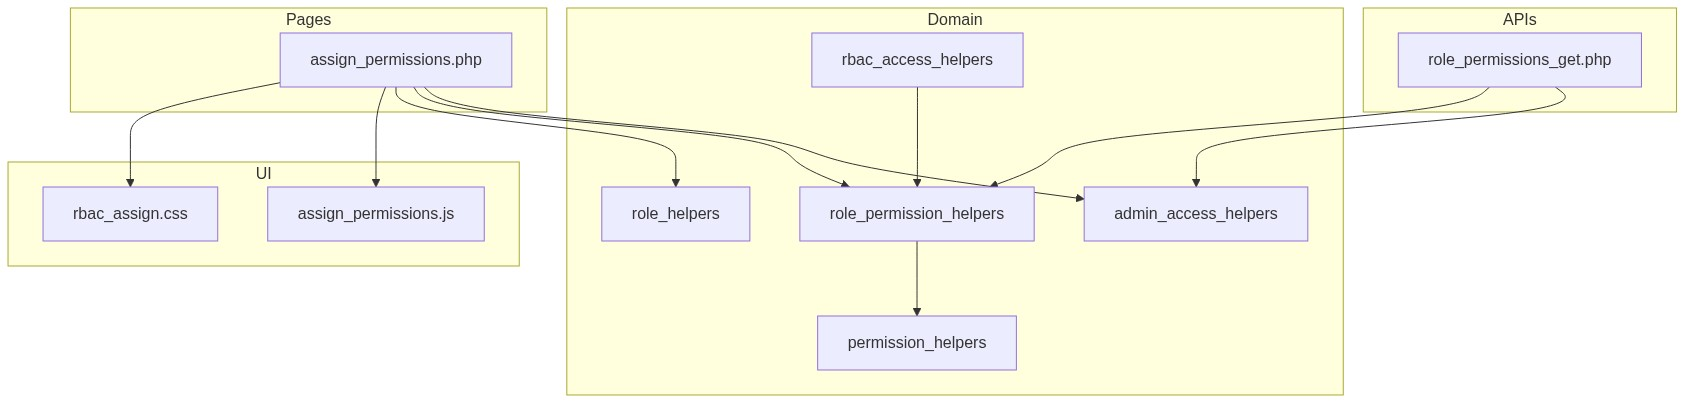 Pages
Domain
APIs
assign_permissions.php
rbac_access_helpers
role_permissions_get.php
UI
rbac_assign.css
assign_permissions.js
role_helpers
role_permission_helpers
admin_access_helpers
permission_helpers